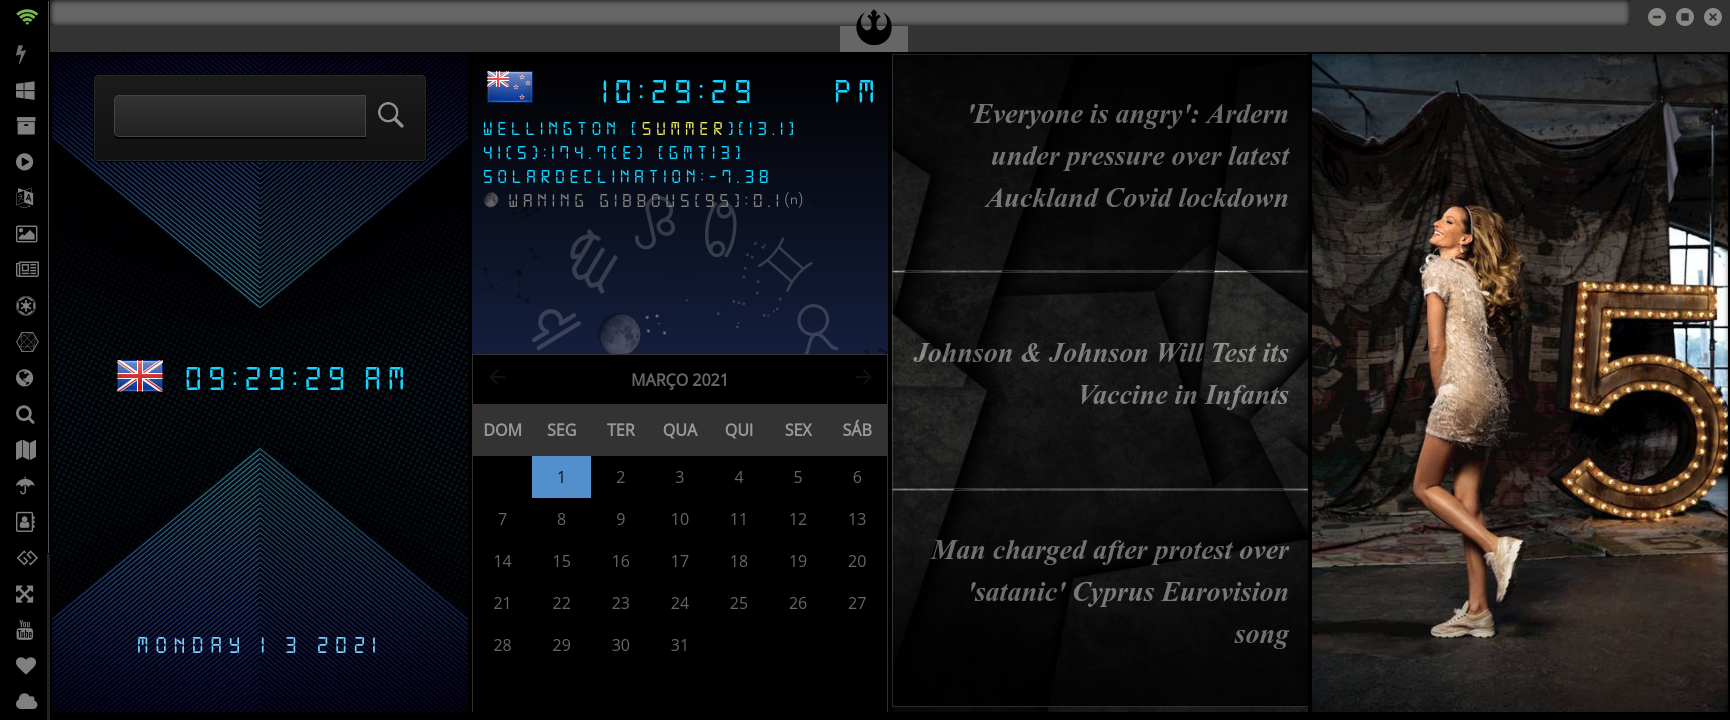 10:29:29 PM
WELLINGTON (SUMMER)(13.1)
41(S):174.7(E) (GMT13)
SOLARDECLINATION:-7.38
WANING GIBBOUS(95):0.1(n)
09:29:29 AM
MONDAY 1 3 2021
MARÇO 2021
DOM SEG TER QUA QUI SEX SÁB
1 2 3 4 5 6
7 8 9 10 11 12 13
14 15 16 17 18 19 20
21 22 23 24 25 26 27
28 29 30 31
'Everyone is angry': Ardern
under pressure over latest
Auckland Covid lockdown
Johnson & Johnson Will Test its
Vaccine in Infants
Man charged after protest over
'satanic' Cyprus Eurovision
song
5
You
Tube